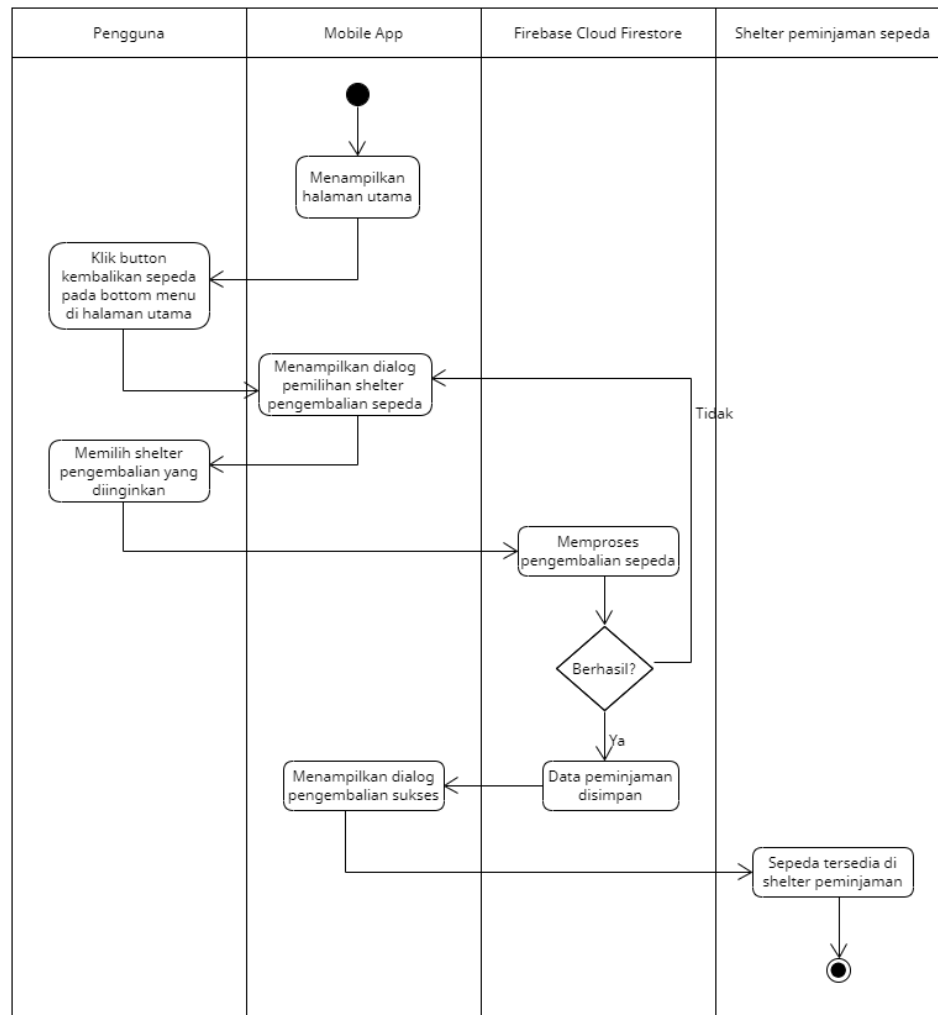 Pengguna
Mobile App
Firebase Cloud Firestore
Shelter peminjaman sepeda
Menampilkan
halaman utama
Klik button
kembalikan sepeda
pada bottom menu
di halaman utama
Menampilkan dialog
pemilihan shelter
pengembalian sepeda
Tidak
Memilih shelter
pengembalian yang
diinginkan
Memproses
pengembalian sepeda
Berhasil?
Ya
Menampilkan dialog
pengembalian sukses
Data peminjaman
disimpan
Sepeda tersedia di
shelter peminjaman